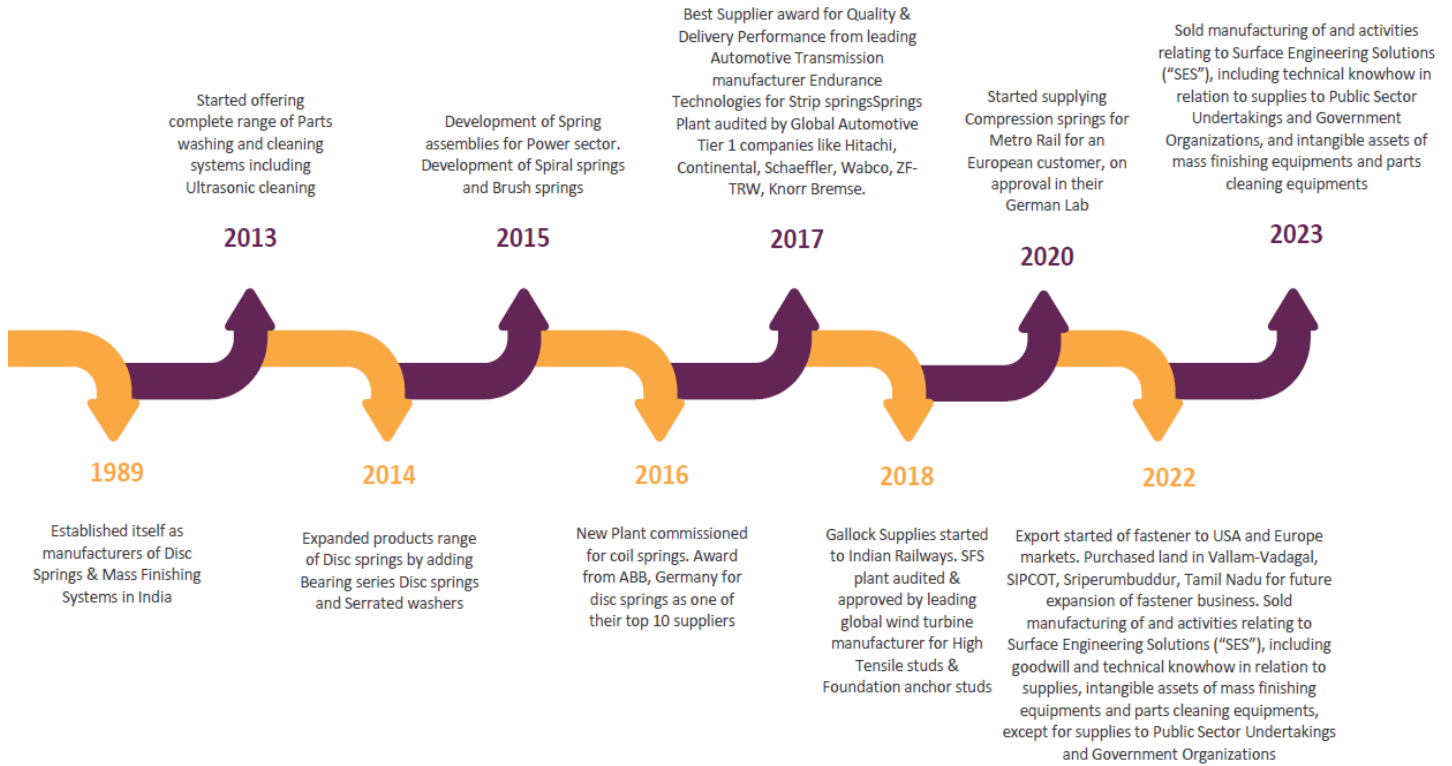 Started offering
complete range of Parts
washing and cleaning
systems including
Ultrasonic cleaning
2013
Development of Spring
assemblies for Power sector.
Development of Spiral springs
and Brush springs
2015
Best Supplier award for Quality &
Delivery Performance from leading
Automotive Transmission
manufacturer Endurance
Technologies for Strip springsSprings
Plant audited by Global Automotive
Tier 1 companies like Hitachi,
Continental, Schaeffler, Wabco, ZF-
TRW, Knorr Bremse.
2017
Started supplying
Compression springs for
Metro Rail for an
European customer, on
approval in their
German Lab
2020
Sold manufacturing of and activities
relating to Surface Engineering Solutions
(“SES”), including technical knowhow in
relation to supplies to Public Sector
Undertakings and Government
Organizations, and intangible assets of
mass finishing equipments and parts
cleaning equipments
2023
1989
Established itself as
manufacturers of Disc
Springs & Mass Finishing
Systems in India
2014
Expanded products range
of Disc springs by adding
Bearing series Disc springs
and Serrated washers
2016
New Plant commissioned
for coil springs. Award
from ABB, Germany for
disc springs as one of
their top 10 suppliers
2018
Gallock Supplies started
to Indian Railways. SFS
plant audited &
approved by leading
global wind turbine
manufacturer for High
Tensile studs &
Foundation anchor studs
2022
Export started of fastener to USA and Europe
markets. Purchased land in Vallam-Vadagal,
SIPCOT, Sriperumbuddur, Tamil Nadu for future
expansion of fastener business. Sold
manufacturing of and activities relating to
Surface Engineering Solutions (“SES”), including
goodwill and technical knowhow in relation to
supplies, intangible assets of mass finishing
equipments and parts cleaning equipments,
except for supplies to Public Sector Undertakings
and Government Organizations